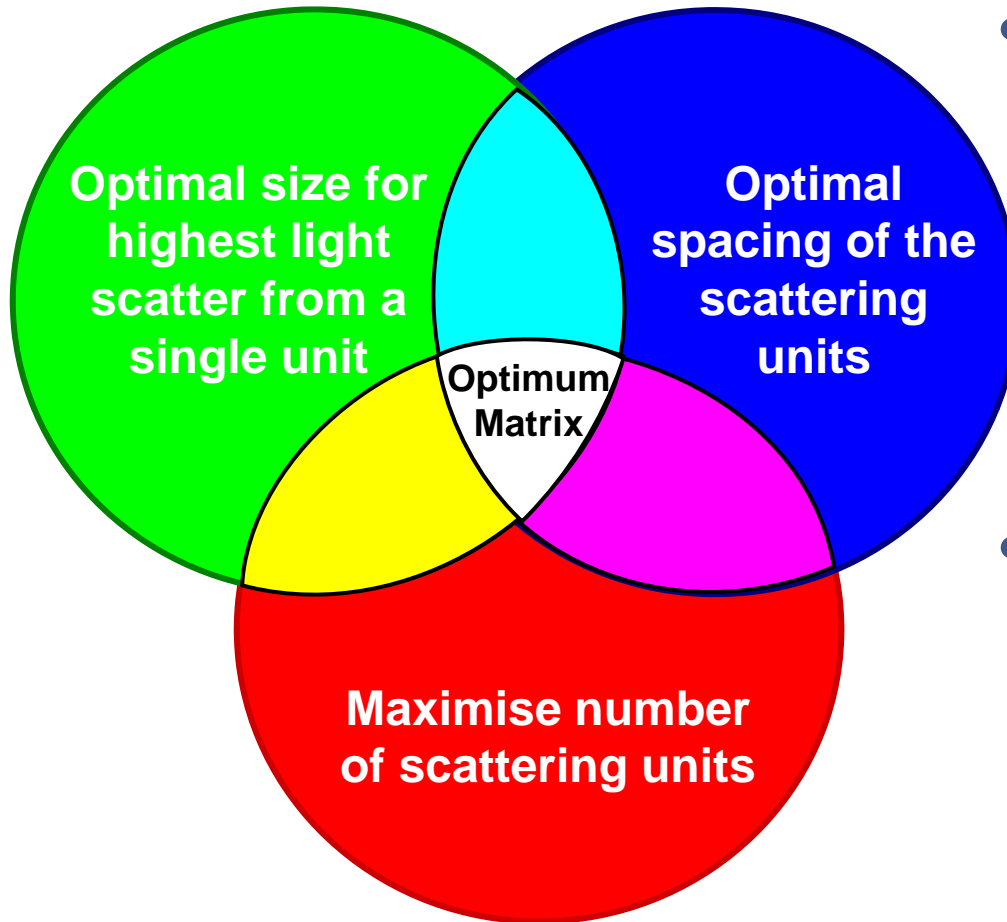 Optimal size for
highest light
scatter from a
single unit
Optimal
spacing of the
scattering
units
Optimum
Matrix
Maximise number
of scattering units